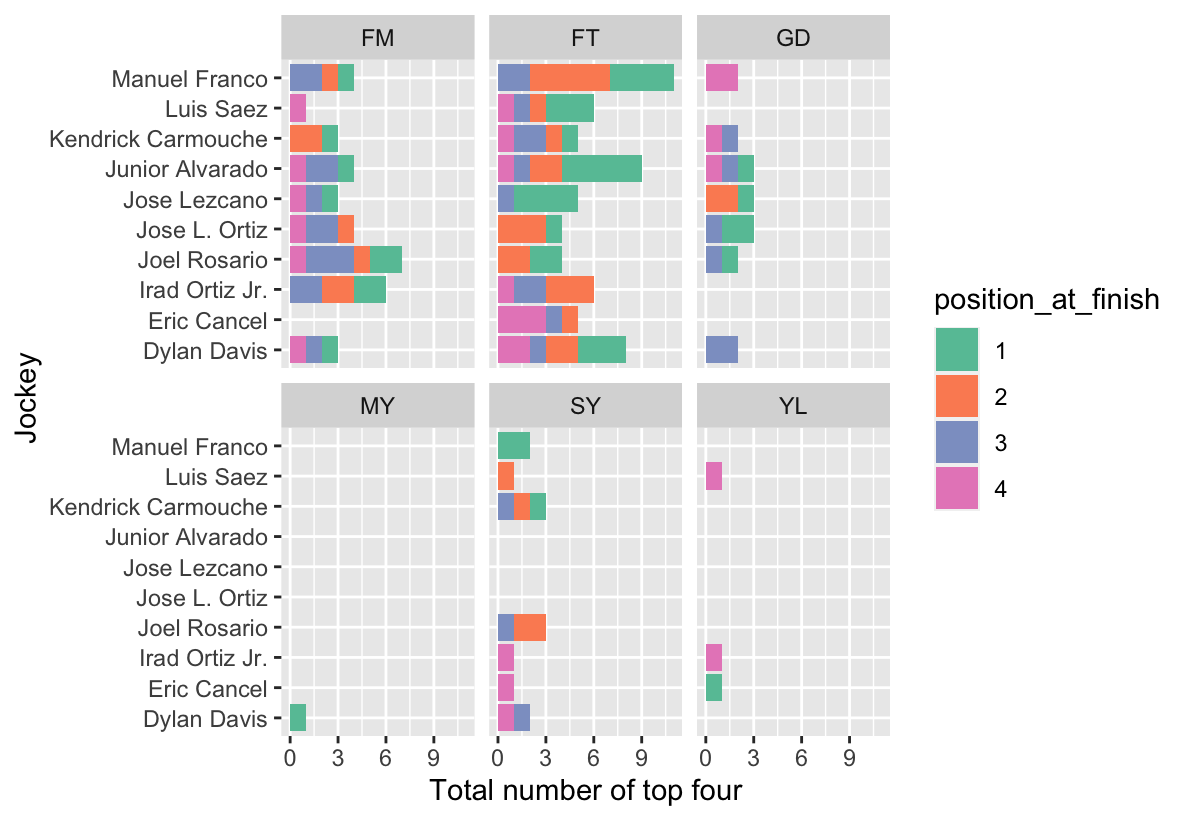 FM FT GD
Manuel Franco
Luis Saez
Kendrick Carmouche
Junior Alvarado
Jose Lezcano
Jose L. Ortiz
Joel Rosario
Irad Ortiz Jr.
Eric Cancel
Dylan Davis
MY SY YL
Manuel Franco
Luis Saez
Kendrick Carmouche
Junior Alvarado
Jose Lezcano
Jose L. Ortiz
Joel Rosario
Irad Ortiz Jr.
Eric Cancel
Dylan Davis
0 3 6 9 0 3 6 9 0 3 6 9
Total number of top four
Jockey
position_at_finish
1
2
3
4